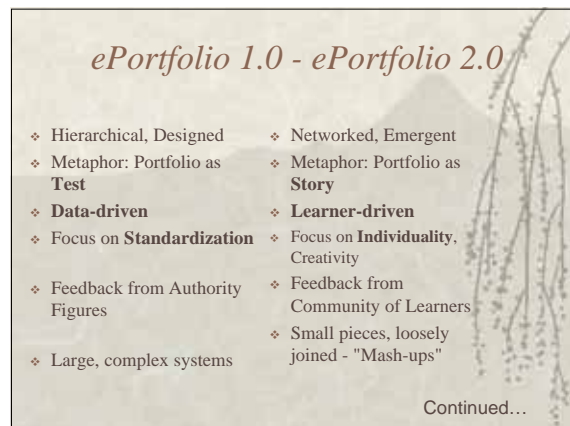 ePortfolio 1.0 - ePortfolio 2.0
❖ Hierarchical, Designed
❖ Metaphor: Portfolio as
Test
❖ Data-driven
❖ Focus on Standardization
❖ Feedback from Authority
Figures
❖ Large, complex systems
❖ Networked, Emergent
❖ Metaphor: Portfolio as
Story
❖ Learner-driven
❖ Focus on Individuality,
Creativity
❖ Feedback from
Community of Learners
❖ Small pieces, loosely
joined - "Mash-ups"
Continued…